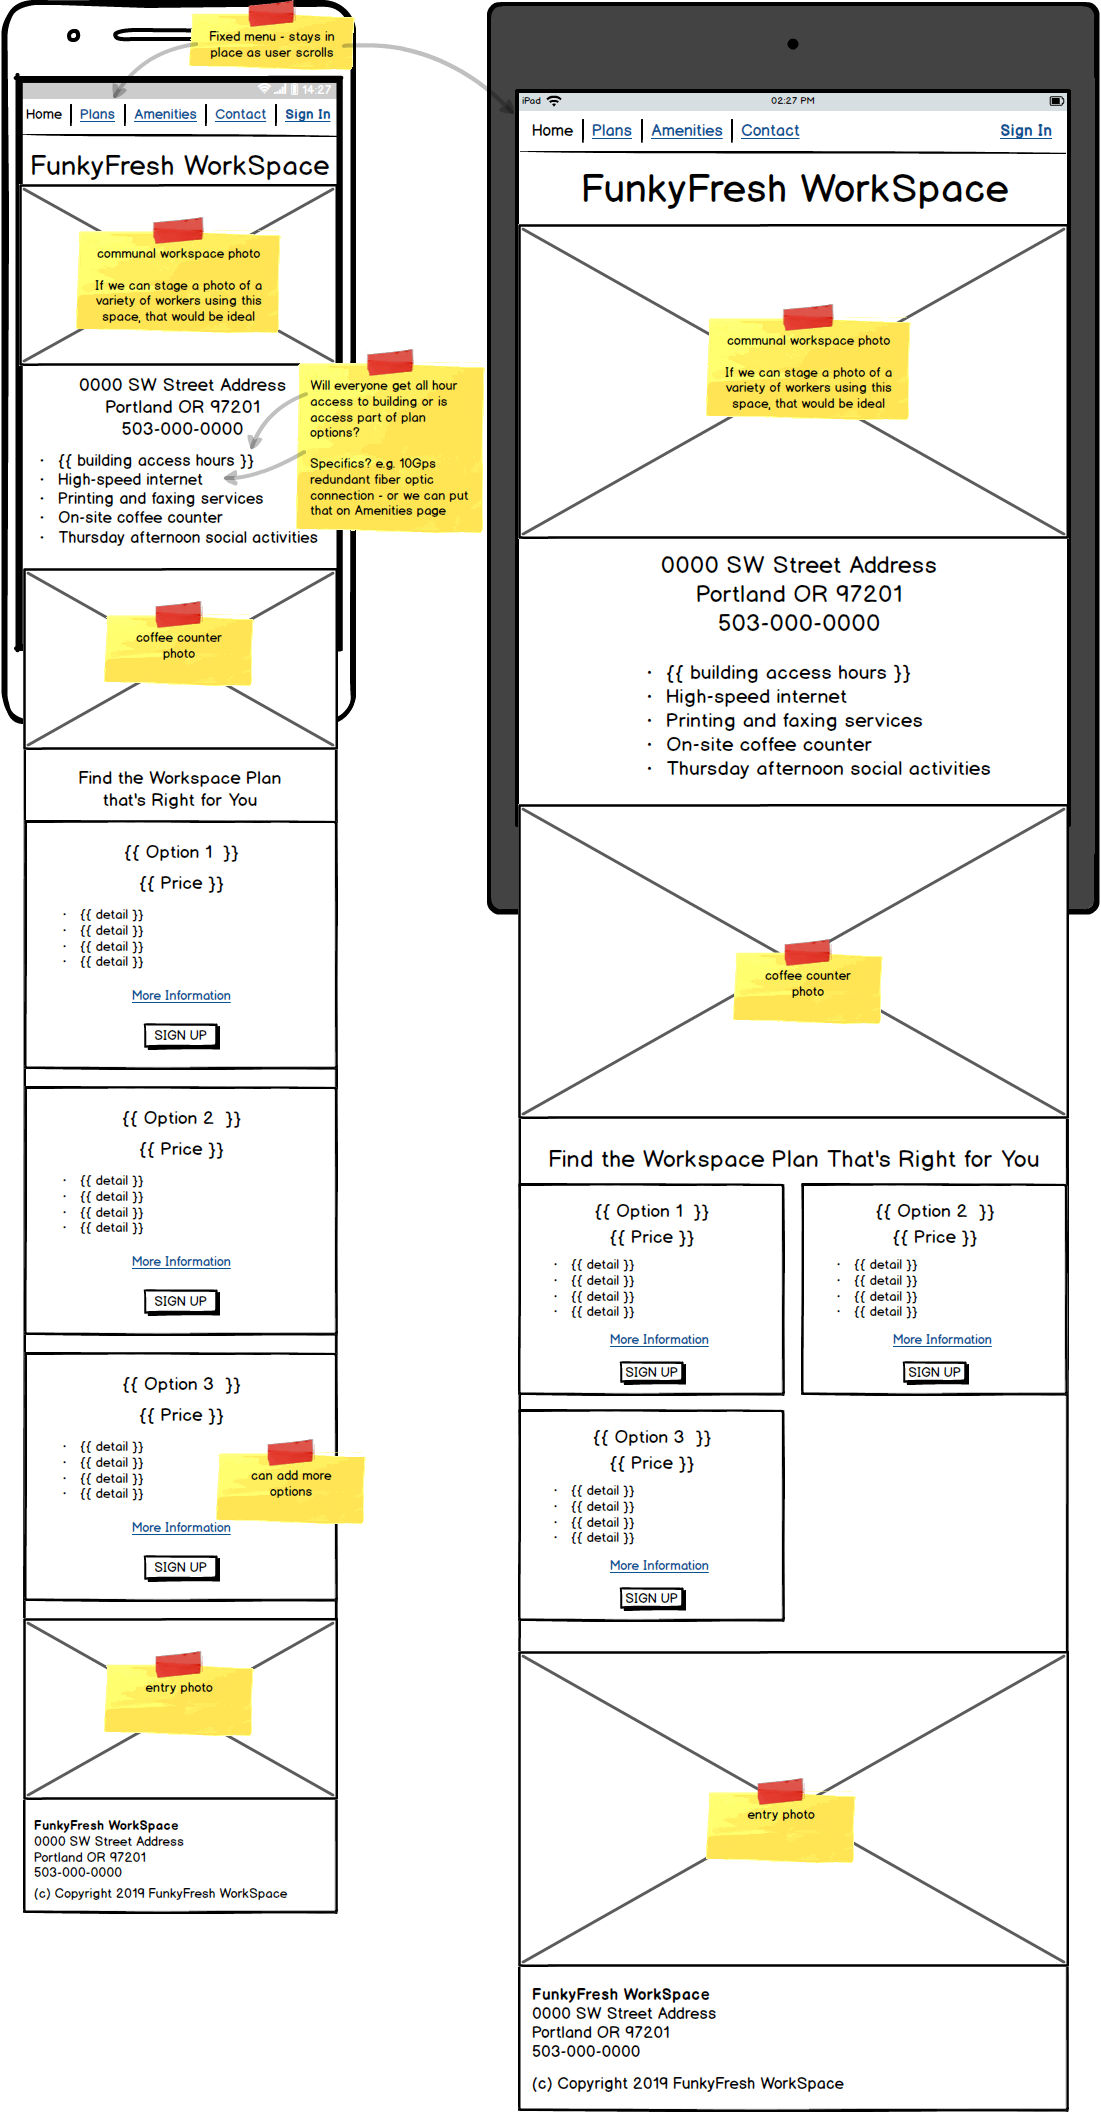 Fixed menu - stays in
place as user scrolls
14:27
Home
Plans
Amenities
Contact
Sign In
FunkyFresh WorkSpace
communal workspace photo
If we can stage a photo of a
variety of workers using this
space, that would be ideal
0000 SW Street Address
Portland OR 97201
503-000-0000
· {{ building access hours }}
· High-speed internet
· Printing and faxing services
· On-site coffee counter
· Thursday afternoon social activities
Will everyone get all hour
access to building or is
access part of plan
options?
Specifics? e.g. 10Gps
redundant fiber optic
connection - or we can put
that on Amenities page
coffee counter
photo
Find the Workspace Plan
that's Right for You
{{ Option 1 }}
{{ Price }}
· {{ detail }}
· {{ detail }}
· {{ detail }}
· {{ detail }}
More Information
SIGN UP
{{ Option 2 }}
{{ Price }}
· {{ detail }}
· {{ detail }}
· {{ detail }}
· {{ detail }}
More Information
SIGN UP
{{ Option 3 }}
{{ Price }}
· {{ detail }}
· {{ detail }}
· {{ detail }}
· {{ detail }}
can add more
options
More Information
SIGN UP
entry photo
FunkyFresh WorkSpace
0000 SW Street Address
Portland OR 97201
503-000-0000
(c) Copyright 2019 FunkyFresh WorkSpace
iPad
02:27 PM
Home
Plans
Amenities
Contact
Sign In
FunkyFresh WorkSpace
communal workspace photo
If we can stage a photo of a
variety of workers using this
space, that would be ideal
0000 SW Street Address
Portland OR 97201
503-000-0000
· {{ building access hours }}
· High-speed internet
· Printing and faxing services
· On-site coffee counter
· Thursday afternoon social activities
coffee counter
photo
Find the Workspace Plan That's Right for You
{{ Option 1 }}
{{ Price }}
· {{ detail }}
· {{ detail }}
· {{ detail }}
· {{ detail }}
More Information
SIGN UP
{{ Option 2 }}
{{ Price }}
· {{ detail }}
· {{ detail }}
· {{ detail }}
· {{ detail }}
More Information
SIGN UP
{{ Option 3 }}
{{ Price }}
· {{ detail }}
· {{ detail }}
· {{ detail }}
· {{ detail }}
More Information
SIGN UP
entry photo
FunkyFresh WorkSpace
0000 SW Street Address
Portland OR 97201
503-000-0000
(c) Copyright 2019 FunkyFresh WorkSpace